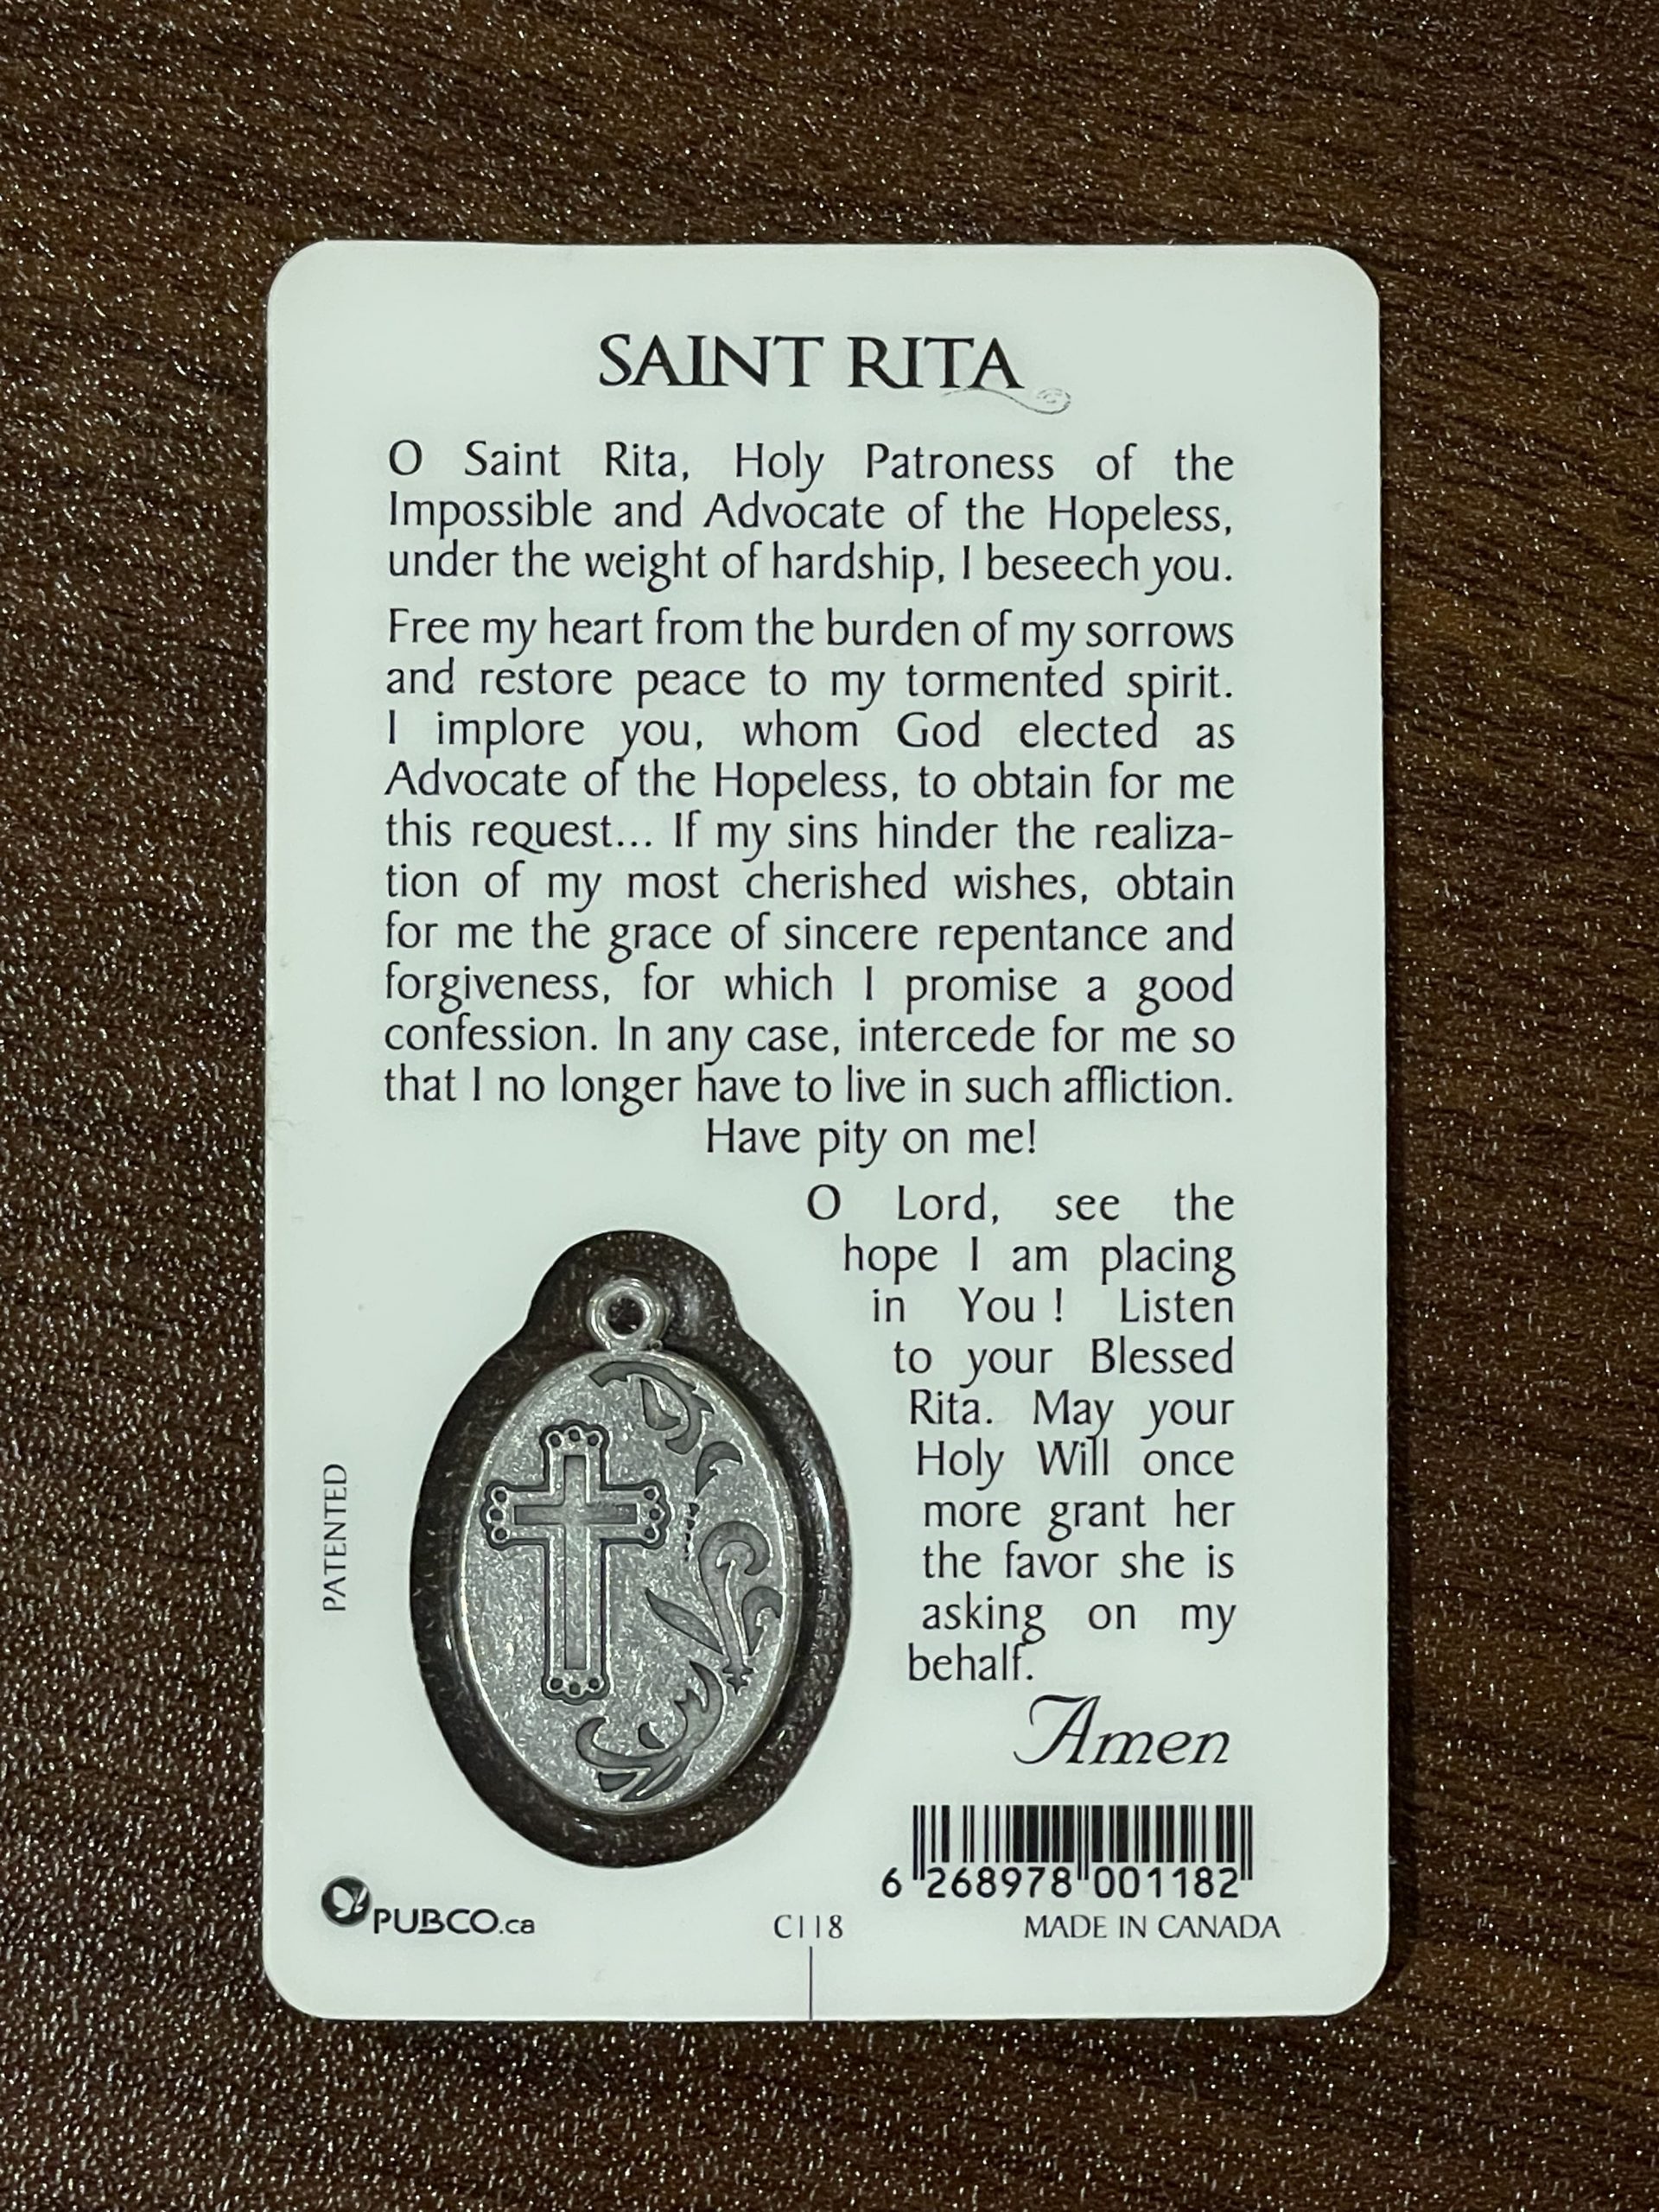 SAINT RITA
O Saint Rita, Holy Patroness of the
Impossible and Advocate of the Hopeless,
under the weight of hardship, I beseech you.
Free my heart from the burden of my sorrows
and restore peace to my tormented spirit.
I implore you, whom God elected as
Advocate of the Hopeless, to obtain for me
this request... If my sins hinder the realiza-
tion of my most cherished wishes, obtain
for me the grace of sincere repentance and
forgiveness, for which I promise a good
confession. In any case, intercede for me so
that I no longer have to live in such affliction.
Have pity on me!
O Lord, see the
hope I am placing
in You ! Listen
to your Blessed
Rita. May your
Holy Will once
more grant her
the favor she is
asking on my
behalf.
Amen
PATENTED
6 268978 001182
PUBCO.ca
C118
MADE IN CANADA